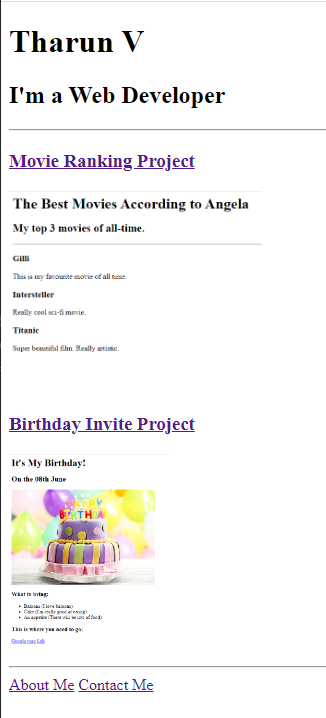 Tharun V
I'm a Web Developer
Movie Ranking Project
The Best Movies According to Angela
My top 3 movies of all-time.
Gilli
This is my favourite movie of all time.
Intersteller
Really cool sci-fi movie.
Titanic
Super beautiful film. Really artistic.
Birthday Invite Project
It's My Birthday!
On the 08th June
HAPPY
BIRTHDAY
What to bring:
Baloons (I love baloons)
Cake (I'm really good at eating)
An appetite (There will be lots of food)
This is where you need to go:
Google map link
About Me Contact Me